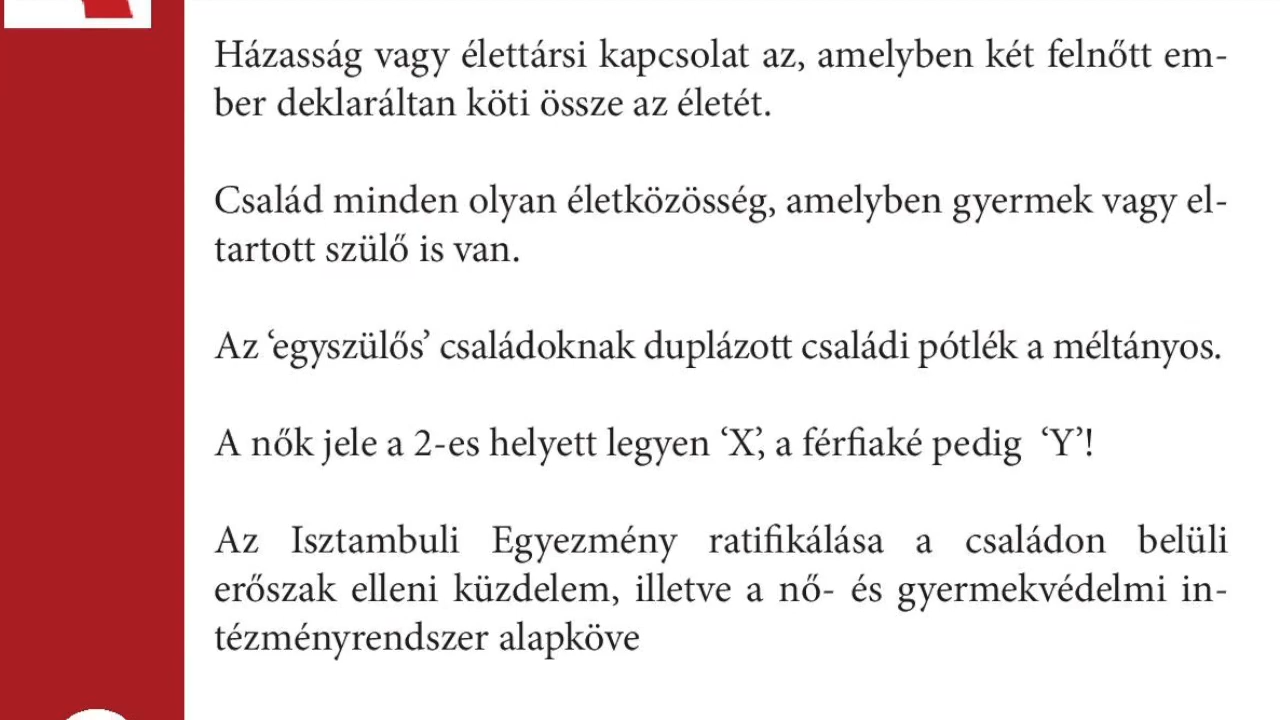 Házasság vagy élettársi kapcsolat az, amelyben két felnőtt em-
ber deklaráltan köti össze az életét.
Család minden olyan életközösség, amelyben gyermek vagy el-
tartott szülő is van.
Az ‘egyszülős’ családoknak duplázott családi pótlék a méltányos.
A nők jele a 2-es helyett legyen ‘X’, a férfiaké pedig ‘Y’!
Az Isztambuli Egyezmény ratifikálása a családon belüli
erőszak elleni küzdelem, illetve a nő- és gyermekvédelmi in-
tézményrendszer alapköve